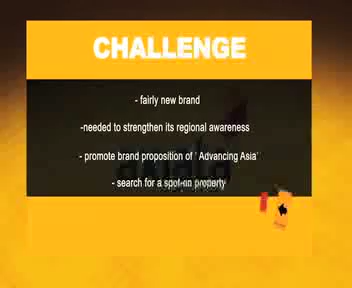 CHALLENGE
- fairly new brand
-needed to strengthen its regional awareness
- promote brand proposition of ' Advancing Asia'
- search for a spot-on property
axiata